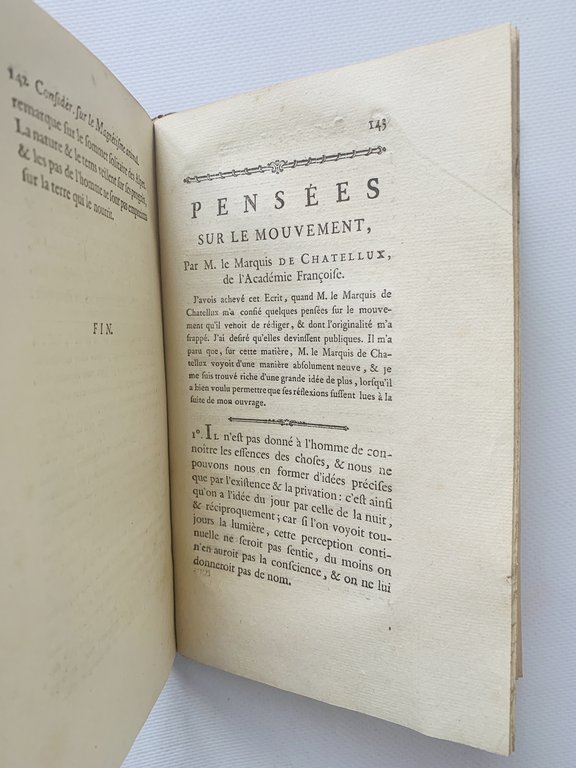 142 Conſidér. ſur le Magnétiſme animal.
remarque ſur le ſommet ſolitaire des Alpes.
La nature & le tems veillent ſur ſes progrès,
& les pas de l'homme ne ſont pas empreints
ſur la terre qui le nourrit.
FIN.
143
PENSÉES
SUR LE MOUVEMENT,
Par M. le Marquis DE CHATELLUX,
de l'Académie Françoiſe.
J'avois achevé cet Ecrit, quand M. le Marquis de
Chatellux m'a confié quelques penſées ſur le mouve-
ment qu'il venoit de rédiger, & dont l'originalité m'a
frappé. J'ai deſiré qu'elles devinſſent publiques. Il m'a
paru que, ſur cette matière, M. le Marquis de Cha-
tellux voyoit d'une manière abſolument neuve, & je
me ſuis trouvé riche d'une grande idée de plus, lorſqu'il
a bien voulu permettre que ſes réflexions fuſſent lues à la
ſuite de mon ouvrage.
1°. IL n'eſt pas donné à l'homme de con-
noître les eſſences des choſes, & nous ne
pouvons nous en former d'idées préciſes
que par l'exiſtence & la privation : c'eſt ainſi
qu'on a l'idée du jour par celle de la nuit,
& réciproquement; car ſi l'on voyoit tou-
jours la lumière, cette perception conti-
nuelle ne ſeroit pas ſentie, du moins on
n'en auroit pas la conſcience, & on ne lui
donneroit pas de nom.